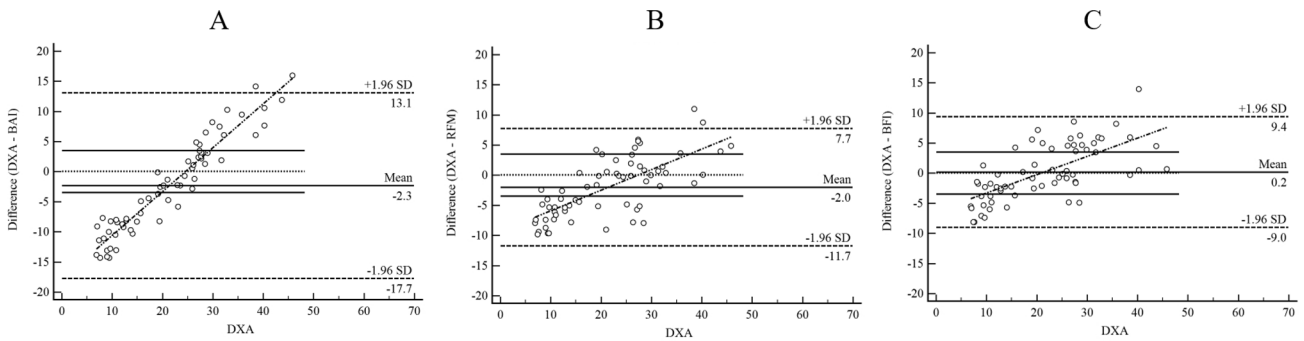 A
B
C
Difference (DXA - BAI)
20
15
10
5
0
-5
-10
-15
-20
+1.96 SD
13.1
Mean
-2.3
-1.96 SD
-17.7
0 10 20 30 40 50 60 70
DXA
Difference (DXA - RFM)
20
15
10
5
0
-5
-10
-15
-20
+1.96 SD
7.7
Mean
-2.0
-1.96 SD
-11.7
0 10 20 30 40 50 60 70
DXA
Difference (DXA - BFI)
20
15
10
5
0
-5
-10
-15
-20
+1.96 SD
9.4
Mean
0.2
-1.96 SD
-9.0
0 10 20 30 40 50 60 70
DXA